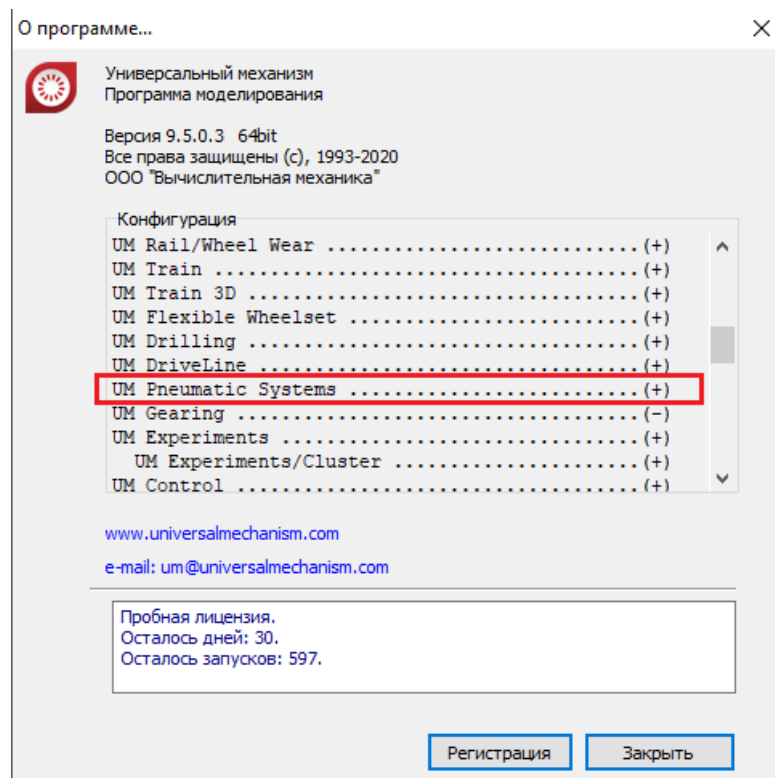 О программе...
Универсальный механизм
Программа моделирования
Версия 9.5.0.3 64bit
Все права защищены (c), 1993-2020
ООО "Вычислительная механика"
Конфигурация
UM Rail/Wheel Wear ............................(+)
UM Train ......................................(+)
UM Train 3D ...................................(+)
UM Flexible Wheelset ..........................(+)
UM Drilling ...................................(+)
UM DriveLine ..................................(+)
UM Pneumatic Systems ..........................(+)
UM Gearing ....................................(-)
UM Experiments ................................(+)
UM Experiments/Cluster ......................(+)
UM Control ....................................(+)
www.universalmechanism.com
e-mail: um@universalmechanism.com
Пробная лицензия.
Осталось дней: 30.
Осталось запусков: 597.
Регистрация Закрыть